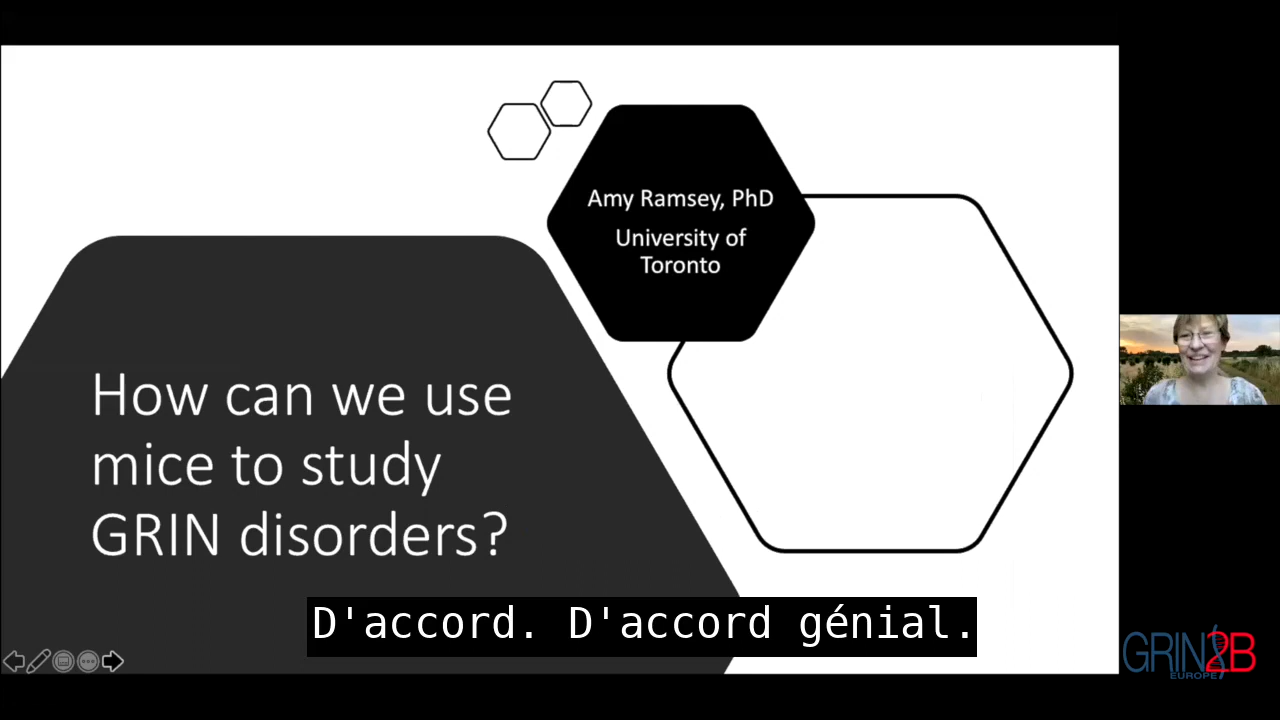 Amy Ramsey, PhD
University of
Toronto
How can we use
mice to study
GRIN disorders?
D'accord. D'accord génial.
GRIN2B
EUROPE